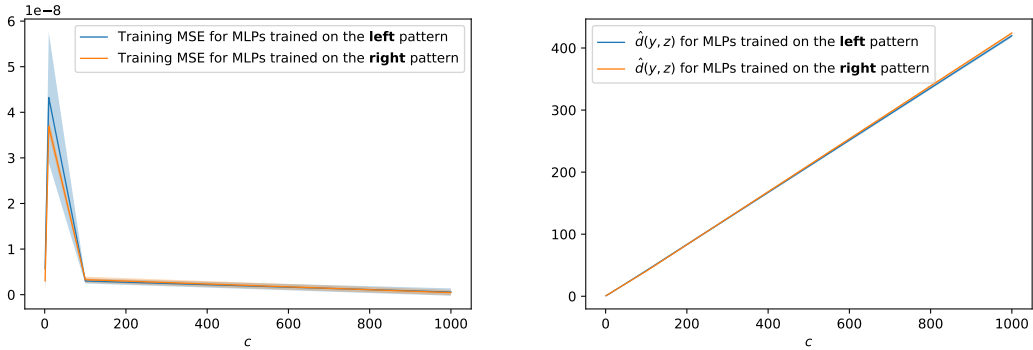 1e−8
Training MSE for MLPs trained on the left pattern
Training MSE for MLPs trained on the right pattern
6
5
4
3
2
1
0
0 200 400 600 800 1000
c
d̂(y, z) for MLPs trained on the left pattern
d̂(y, z) for MLPs trained on the right pattern
400
300
200
100
0
0 200 400 600 800 1000
c